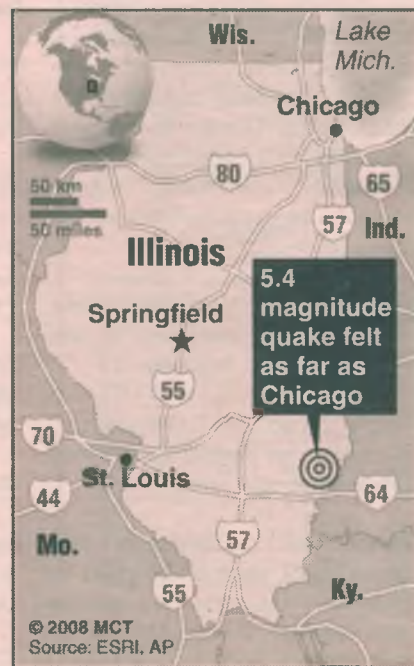 Wis.
Lake
Mich.
Chicago
80
65
50 km
50 miles
57
Ind.
Illinois
5.4
magnitude
quake felt
as far as
Chicago
Springfield
55
70
St. Louis
44
64
57
Mo.
55
Ky.
© 2008 MCT
Source: ESRI, AP